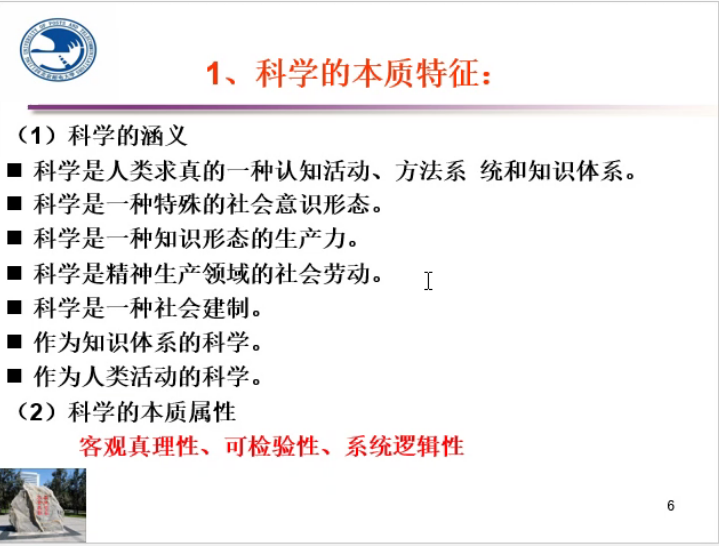 1、科学的本质特征：
（1）科学的涵义
■ 科学是人类求真的一种认知活动、方法系 统和知识体系。
■ 科学是一种特殊的社会意识形态。
■ 科学是一种知识形态的生产力。
■ 科学是精神生产领域的社会劳动。
■ 科学是一种社会建制。
■ 作为知识体系的科学。
■ 作为人类活动的科学。
（2）科学的本质属性
客观真理性、可检验性、系统逻辑性
6